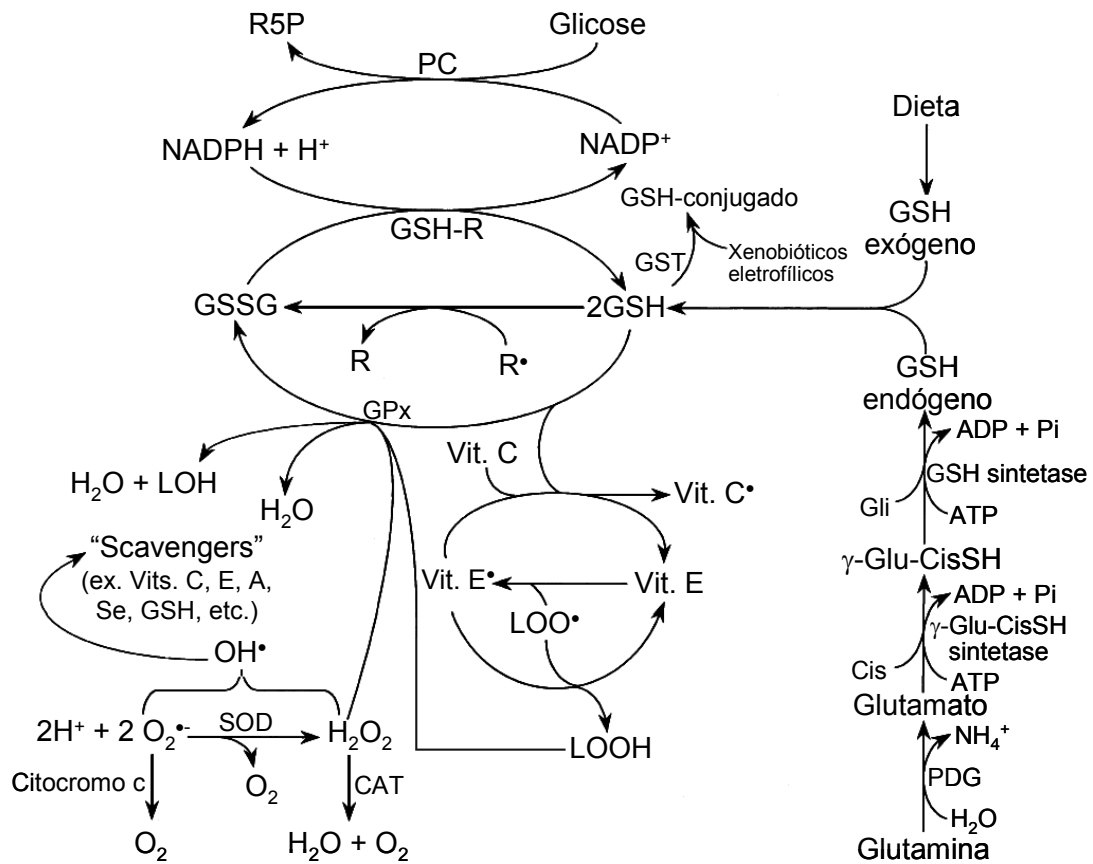 R5P
Glicose
PC
NADPH + H⁺
NADP⁺
Dieta
GSH-conjugado
GSH
exógeno
GSH-R
GST
Xenobióticos
eletrofílicos
GSSG
2GSH
R
R•
GSH
endógeno
GPx
ADP + Pi
Vit. C
GSH sintetase
H₂O + LOH
Vit. C•
Gli
ATP
H₂O
“Scavengers”
(ex. Vits. C, E, A,
Se, GSH, etc.)
γ-Glu-CisSH
Vit. E•
Vit. E
ADP + Pi
LOO•
γ-Glu-CisSH
sintetase
OH•
Cis
ATP
Glutamato
2H⁺ + 2 O₂•-
SOD
H₂O₂
LOOH
NH₄⁺
Citocromo c
O₂
CAT
PDG
H₂O
O₂
H₂O + O₂
Glutamina